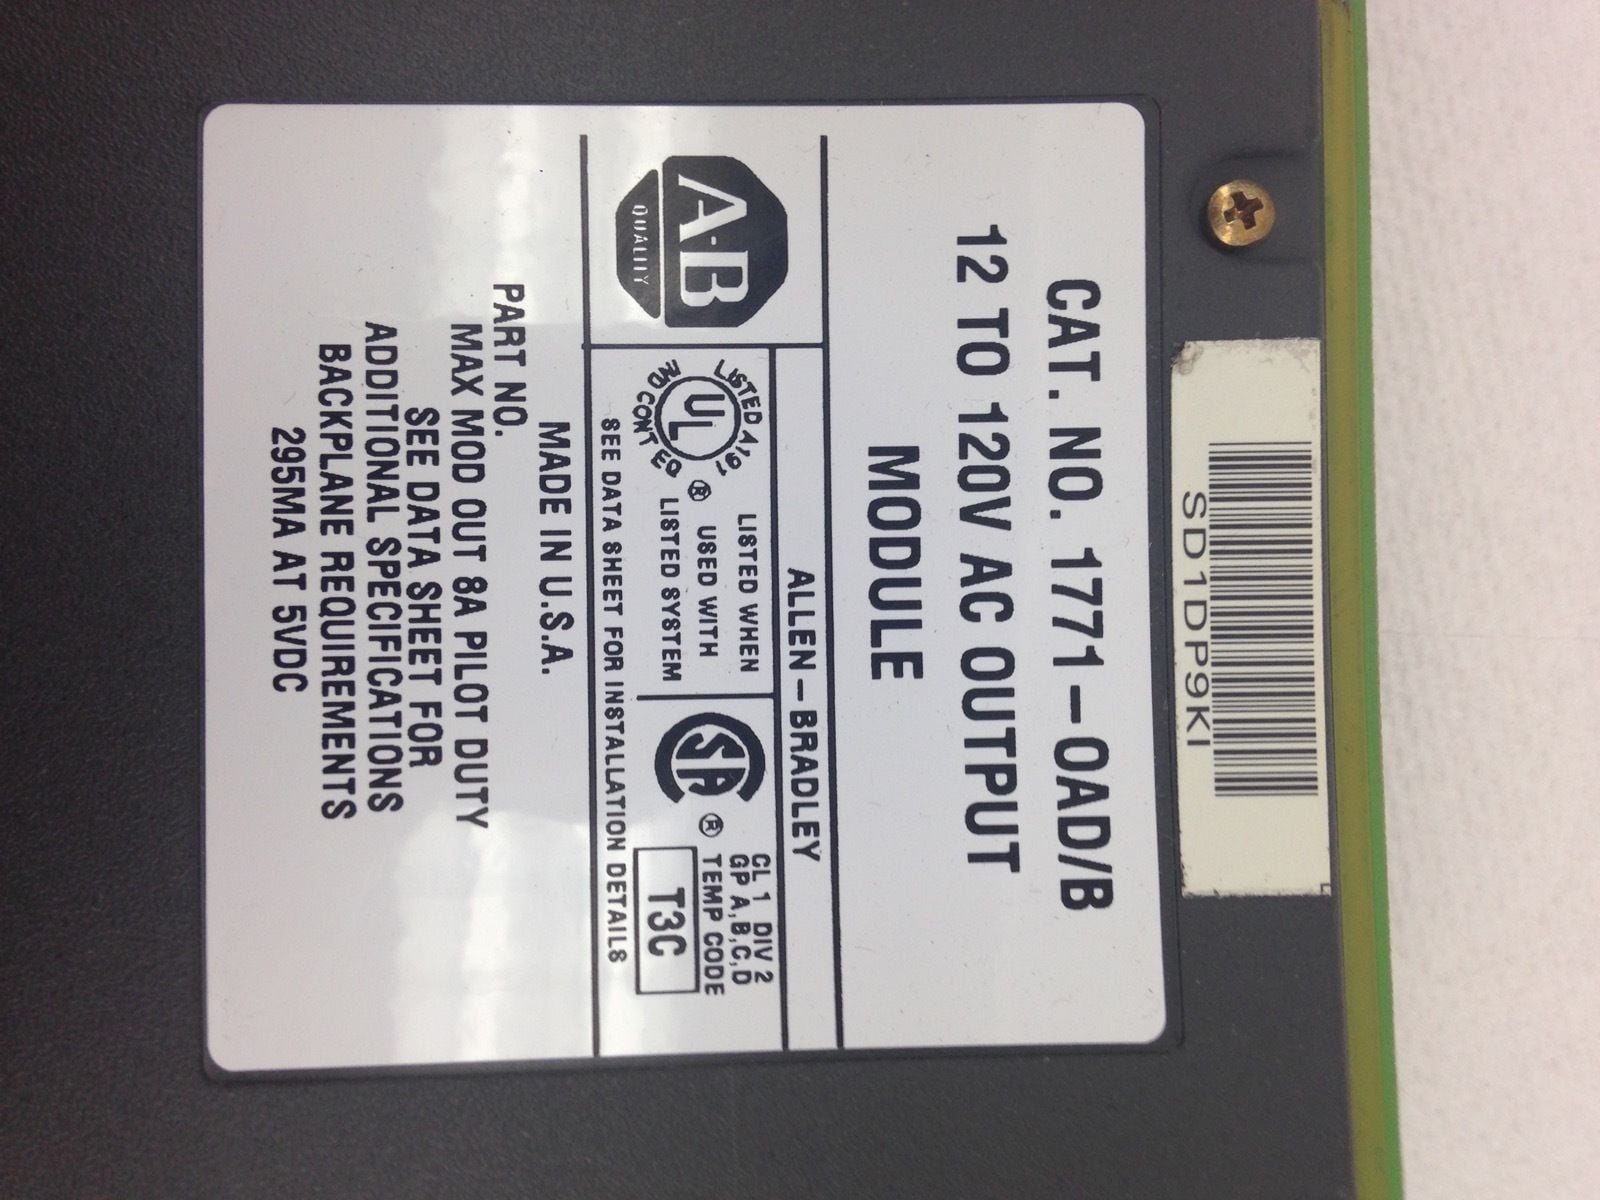 SD1DP9KI
CAT. NO. 1771-OAD/B
12 TO 120V AC OUTPUT
MODULE
ALLEN-BRADLEY
A-B
QUALITY
LISTED 4J91
UL
IND CONT EQ
®
LISTED WHEN
USED WITH
LISTED SYSTEM
SA
®
CL 1 DIV 2
GP A,B,C,D
TEMP CODE
T3C
SEE DATA SHEET FOR INSTALLATION DETAILS
MADE IN U.S.A.
PART NO.
MAX MOD OUT 8A PILOT DUTY
SEE DATA SHEET FOR
ADDITIONAL SPECIFICATIONS
BACKPLANE REQUIREMENTS
295MA AT 5VDC